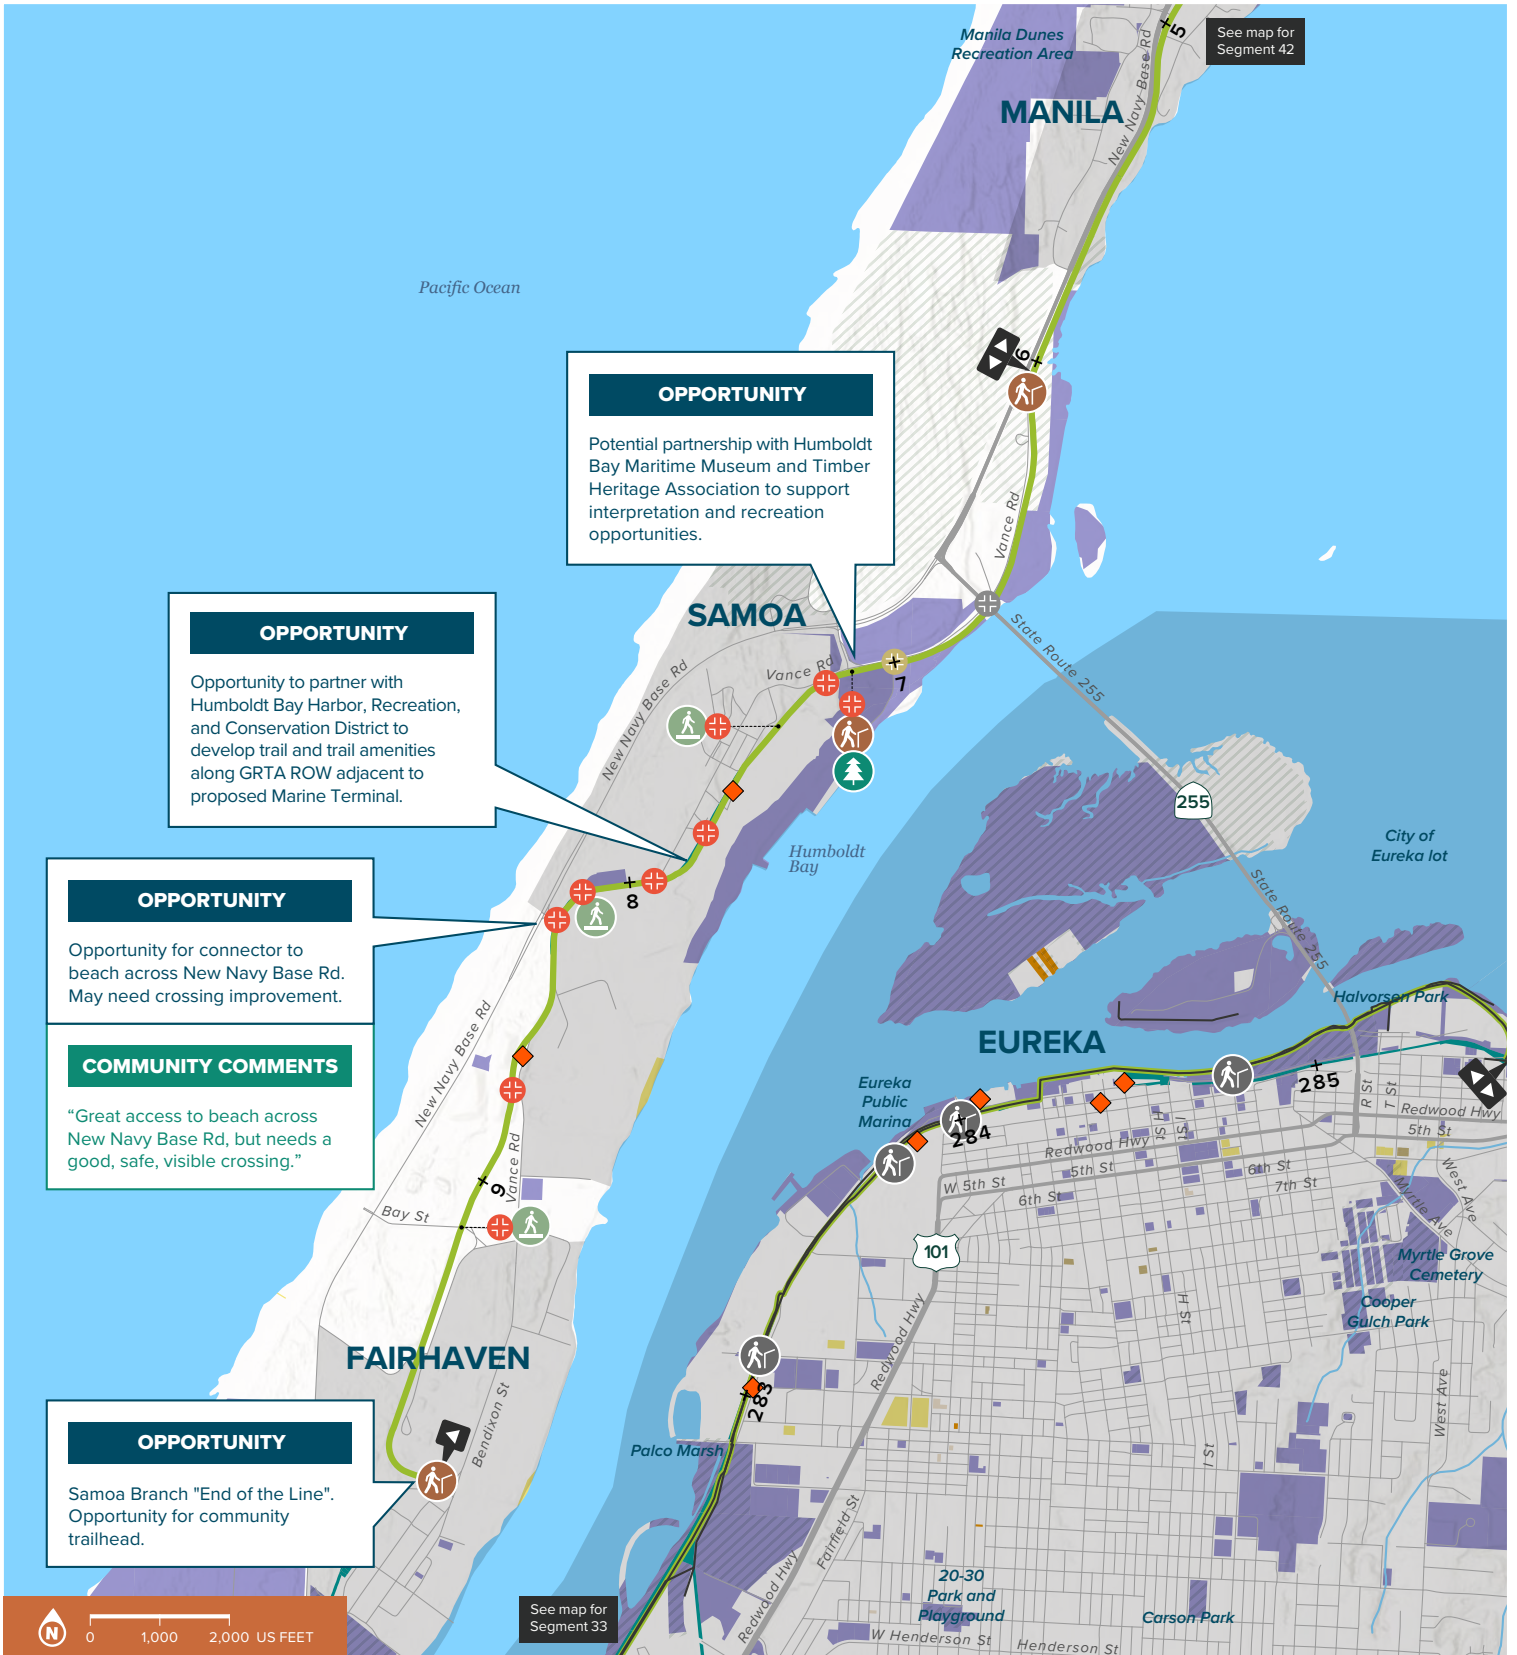 Manila Dunes
Recreation Area
MANILA
New Navy Base Rd
5
See map for
Segment 42
Pacific Ocean
6
OPPORTUNITY
Potential partnership with Humboldt
Bay Maritime Museum and Timber
Heritage Association to support
interpretation and recreation
opportunities.
Vance Rd
SAMOA
State Route 255
Vance Rd
7
New Navy Base Rd
OPPORTUNITY
Opportunity to partner with
Humboldt Bay Harbor, Recreation,
and Conservation District to
develop trail and trail amenities
along GRTA ROW adjacent to
proposed Marine Terminal.
255
Humboldt
Bay
City of
Eureka lot
State Route 255
8
OPPORTUNITY
Opportunity for connector to
beach across New Navy Base Rd.
May need crossing improvement.
Halvorsen Park
EUREKA
New Navy Base Rd
COMMUNITY COMMENTS
“Great access to beach across
New Navy Base Rd, but needs a
good, safe, visible crossing.”
Eureka
Public
Marina
284
285
R St
T St
Redwood Hwy
5th St
H St
I St
Redwood Hwy
5th St
6th St
7th St
W 5th St
6th St
West Ave
Myrtle Ave
Vance Rd
9
Bay St
101
Myrtle Grove
Cemetery
Cooper
Gulch Park
H St
Redwood Hwy
FAIRHAVEN
283
Bendixon St
West Ave
I St
Palco Marsh
OPPORTUNITY
Samoa Branch "End of the Line".
Opportunity for community
trailhead.
Fairfield St
Redwood Hwy
20-30
Park and
Playground
Carson Park
W Henderson St
Henderson St
See map for
Segment 33
N
0 1,000 2,000 US FEET